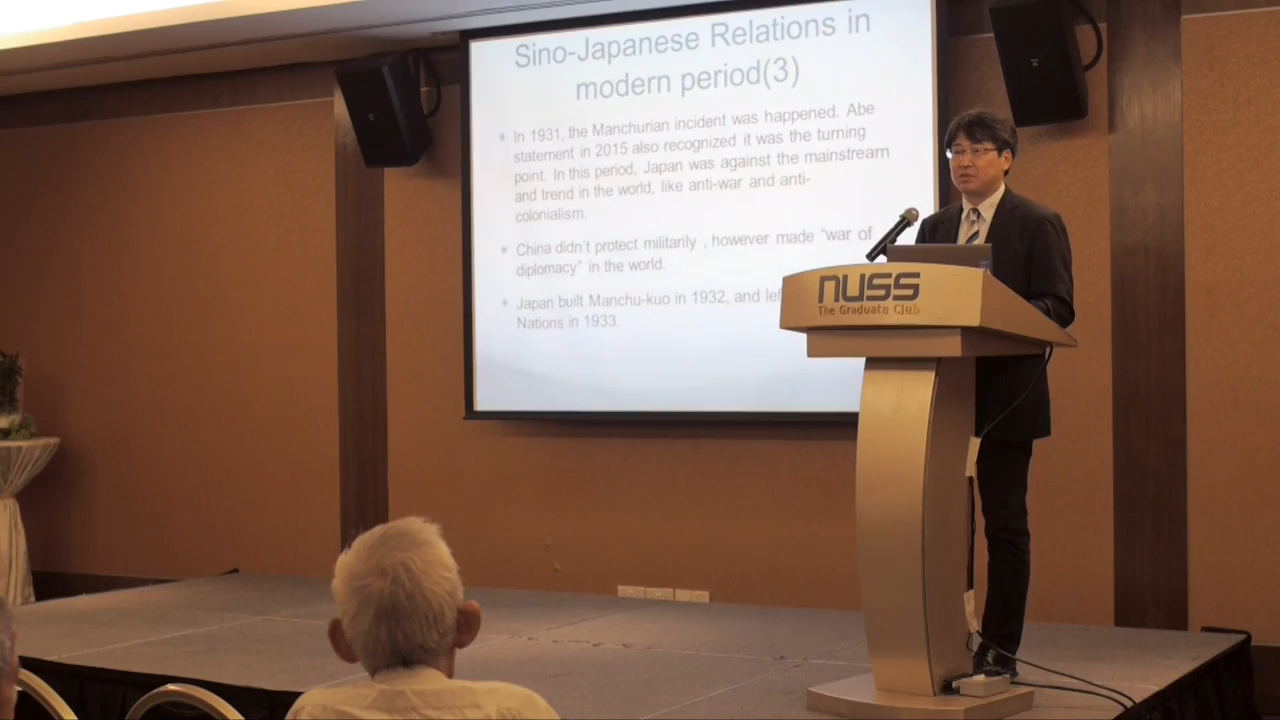 Sino-Japanese Relations in
modern period(3)
In 1931, the Manchurian incident was happened. Abe
statement in 2015 also recognized it was the turning
point. In this period, Japan was against the mainstream
and trend in the world, like anti-war and anti-
colonialism.
China didn't protect militarily , however made "war of
diplomacy" in the world.
Japan built Manchu-kuo in 1932, and
Nations in 1933.
nuss
The Graduate Club